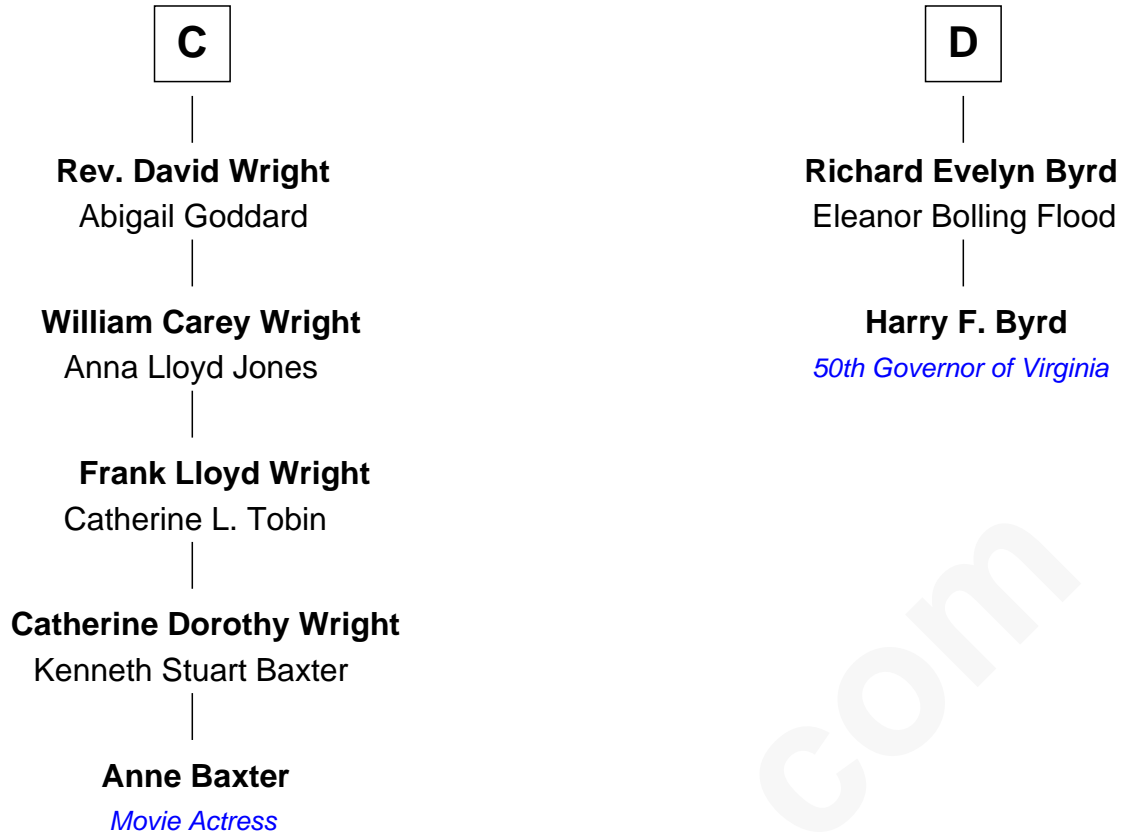 C
Rev. David Wright
Abigail Goddard
William Carey Wright
Anna Lloyd Jones
Frank Lloyd Wright
Catherine L. Tobin
Catherine Dorothy Wright
Kenneth Stuart Baxter
Anne Baxter
Movie Actress
D
Richard Evelyn Byrd
Eleanor Bolling Flood
Harry F. Byrd
50th Governor of Virginia
com